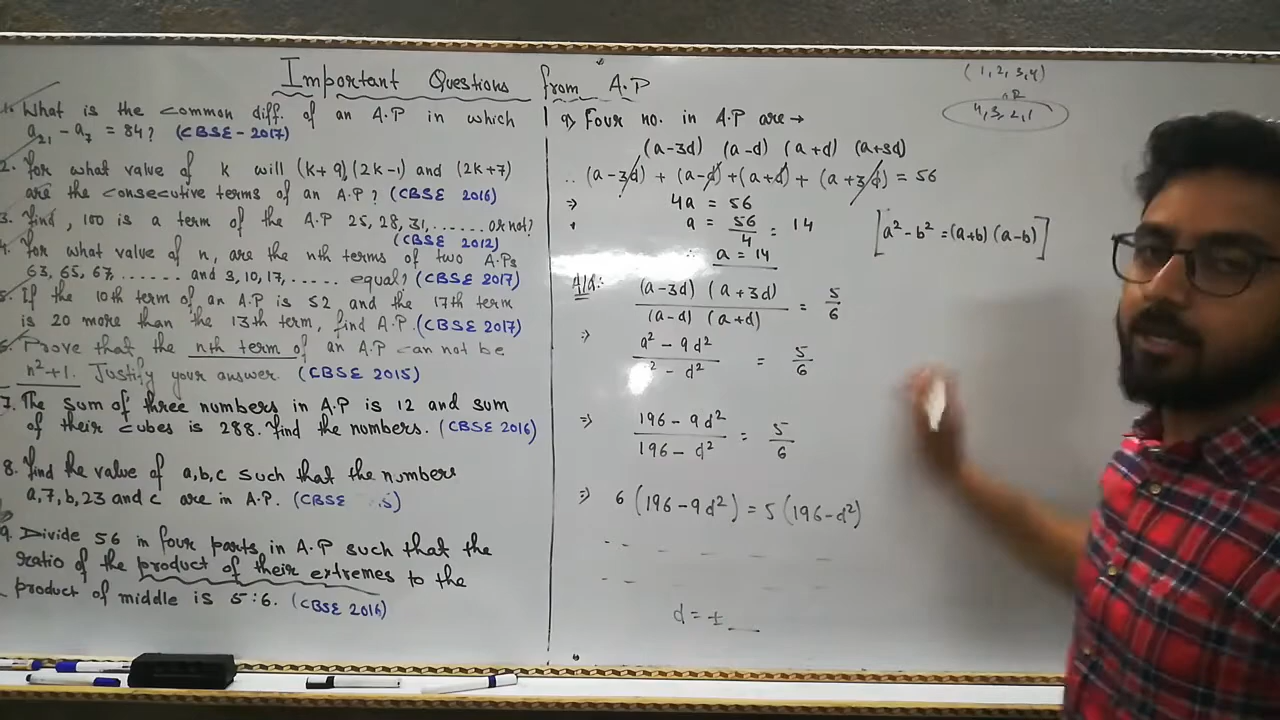 Important Questions from A.P
1. What is the common diff. of an A.P in which
a₂₁ - a₇ = 84? (CBSE-2017)
2. For what value of k will (k+9), (2k-1) and (2k+7)
are the consecutive terms of an A.P? (CBSE 2016)
3. Find, 100 is a term of the A.P 25, 28, 31, ...... or not?
(CBSE 2012)
4. For what value of n, are the nth terms of two A.Ps
63, 65, 67, ...... and 3, 10, 17, ...... equal? (CBSE 2017)
5. If the 10th term of an A.P is 52 and the 17th term
is 20 more than the 13th term, find A.P. (CBSE 2017)
6. Prove that the nth term of an A.P can not be
n²+1. Justify your answer. (CBSE 2015)
7. The sum of three numbers in A.P is 12 and sum
of their cubes is 288. Find the numbers. (CBSE 2016)
8. Find the value of a, b, c such that the numbers
a, 7, b, 23 and c are in A.P. (CBSE
9. Divide 56 in four parts in A.P such that the
ratio of the product of their extremes to the
product of middle is 5:6. (CBSE 2016)
(1, 2, 3, 4)
OR
4, 3, 2, 1
9) Four no. in A.P are →
(a-3d) (a-d) (a+d) (a+3d)
∴ (a-3d) + (a-d) + (a+d) + (a+3d) = 56
⇒ 4a = 56
a = 56/4 = 14
∴ a = 14
[a² - b² = (a+b) (a-b)]
A/Q:
(a-3d) (a+3d) / (a-d) (a+d) = 5/6
⇒ a² - 9d² / ² - d² = 5/6
⇒ 196 - 9d² / 196 - d² = 5/6
⇒ 6 (196 - 9d²) = 5 (196 - d²)
d = ± __